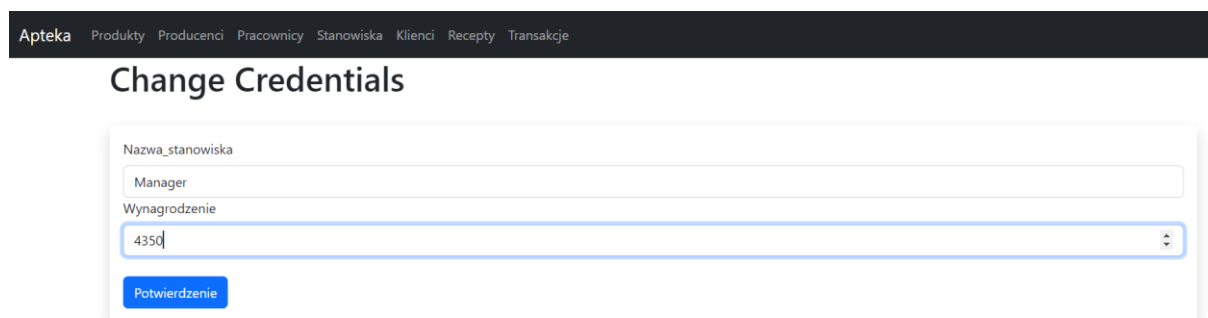 Apteka Produkty Producenci Pracownicy Stanowiska Klienci Recepty Transakcje
Change Credentials
Nazwa_stanowiska
Manager
Wynagrodzenie
4350
Potwierdzenie